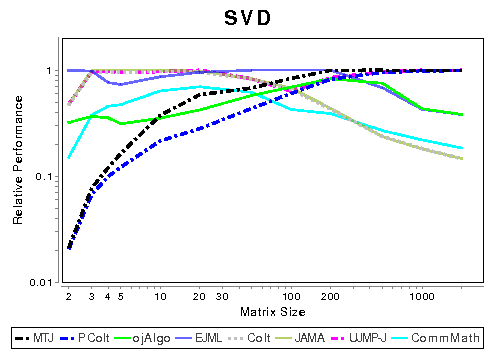 SVD
Relative Performance
1
0.1
0.01
2 3 4 5 10 20 30 100 200 1000
Matrix Size
MTJ PColt ojAlgo EJML Colt JAMA UJMP-J CommMath